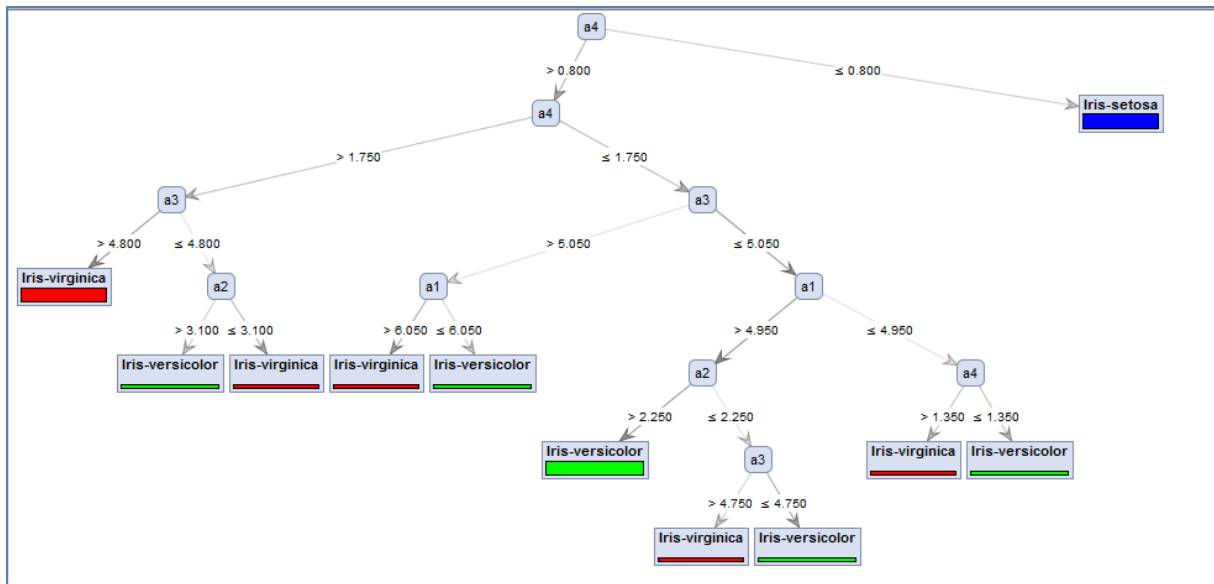 a4
> 0.800 ≤ 0.800
Iris-setosa
a4
> 1.750 ≤ 1.750
a3 a3
> 4.800 ≤ 4.800 > 5.050 ≤ 5.050
Iris-virginica a2 a1 a1
> 3.100 ≤ 3.100 > 6.050 ≤ 6.050 > 4.950 ≤ 4.950
Iris-versicolor Iris-virginica Iris-virginica Iris-versicolor a2 a4
> 2.250 ≤ 2.250 > 1.350 ≤ 1.350
Iris-versicolor a3 Iris-virginica Iris-versicolor
> 4.750 ≤ 4.750
Iris-virginica Iris-versicolor